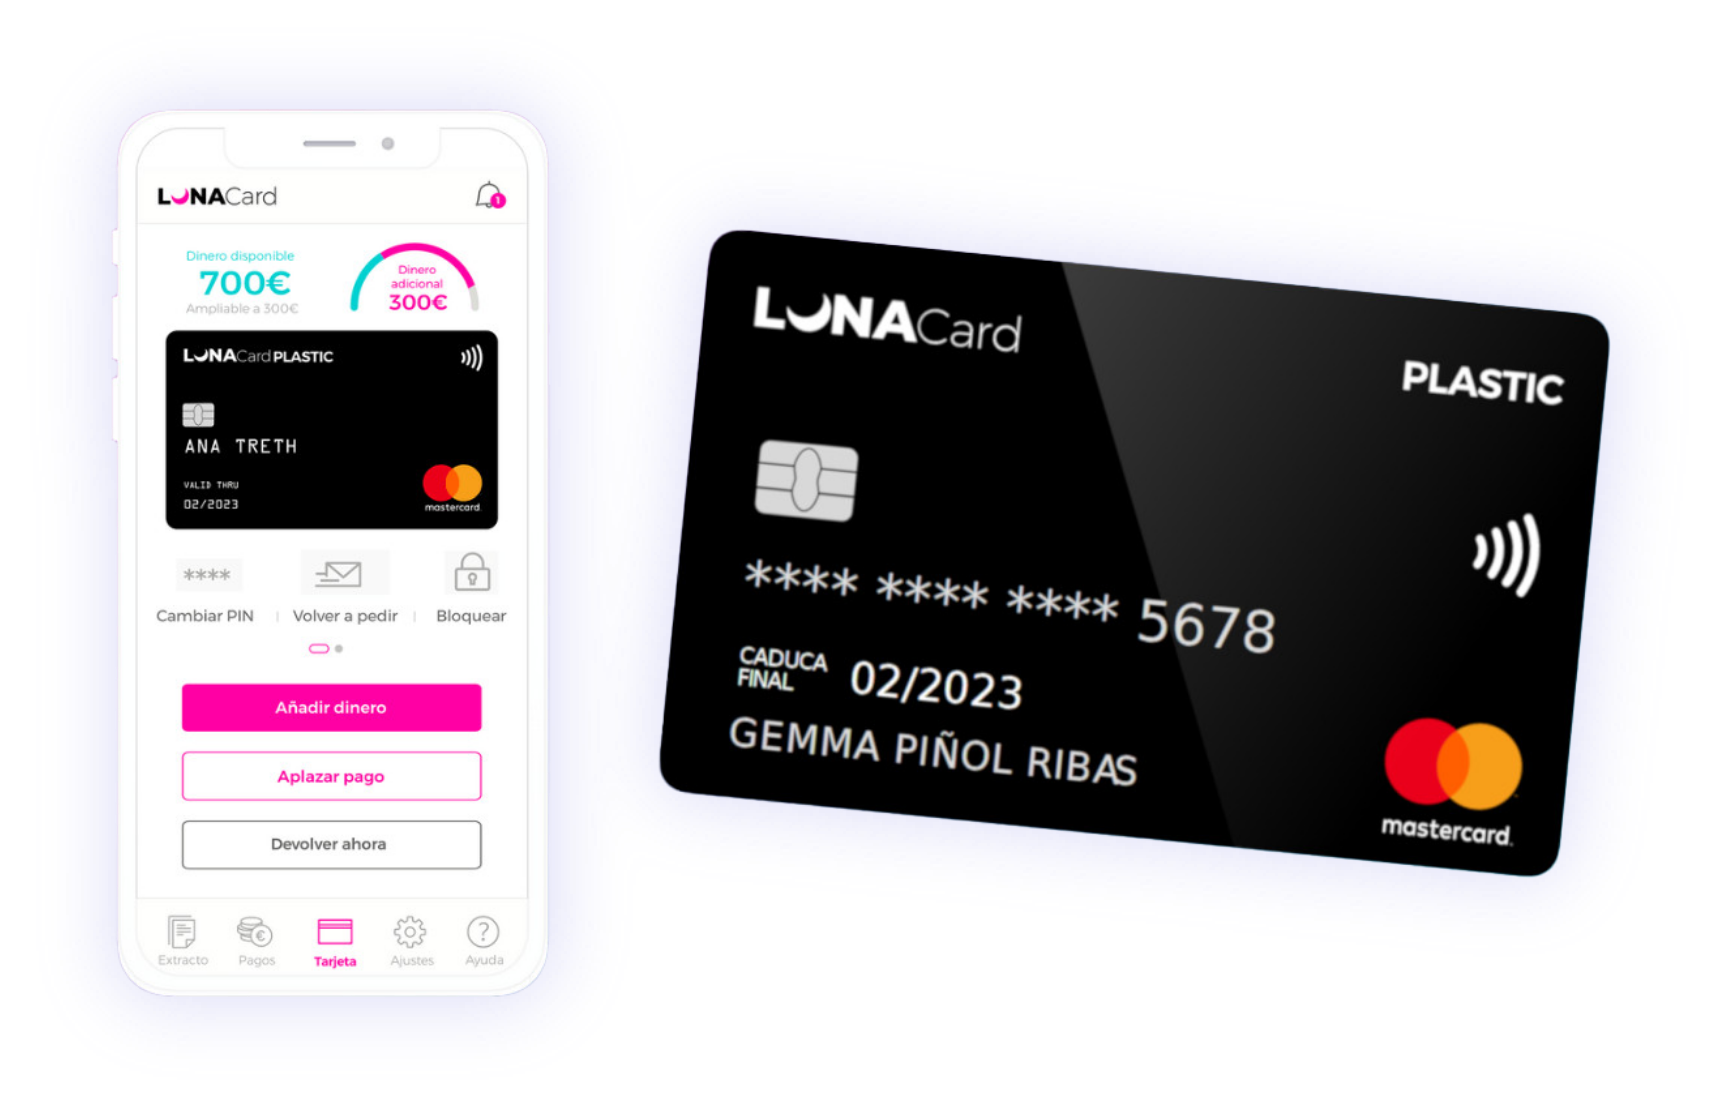 LUNACard
1
Dinero disponible
700€
Ampliable a 300€
Dinero
adicional
300€
LUNACard PLASTIC
ANA TRETH
VALID THRU
02/2023
mastercard.
****
Cambiar PIN
Volver a pedir
Bloquear
Añadir dinero
Aplazar pago
Devolver ahora
Extracto
Pagos
Tarjeta
Ajustes
Ayuda
LUNACard
PLASTIC
**** **** **** 5678
CADUCA
FINAL
02/2023
GEMMA PIÑOL RIBAS
mastercard.